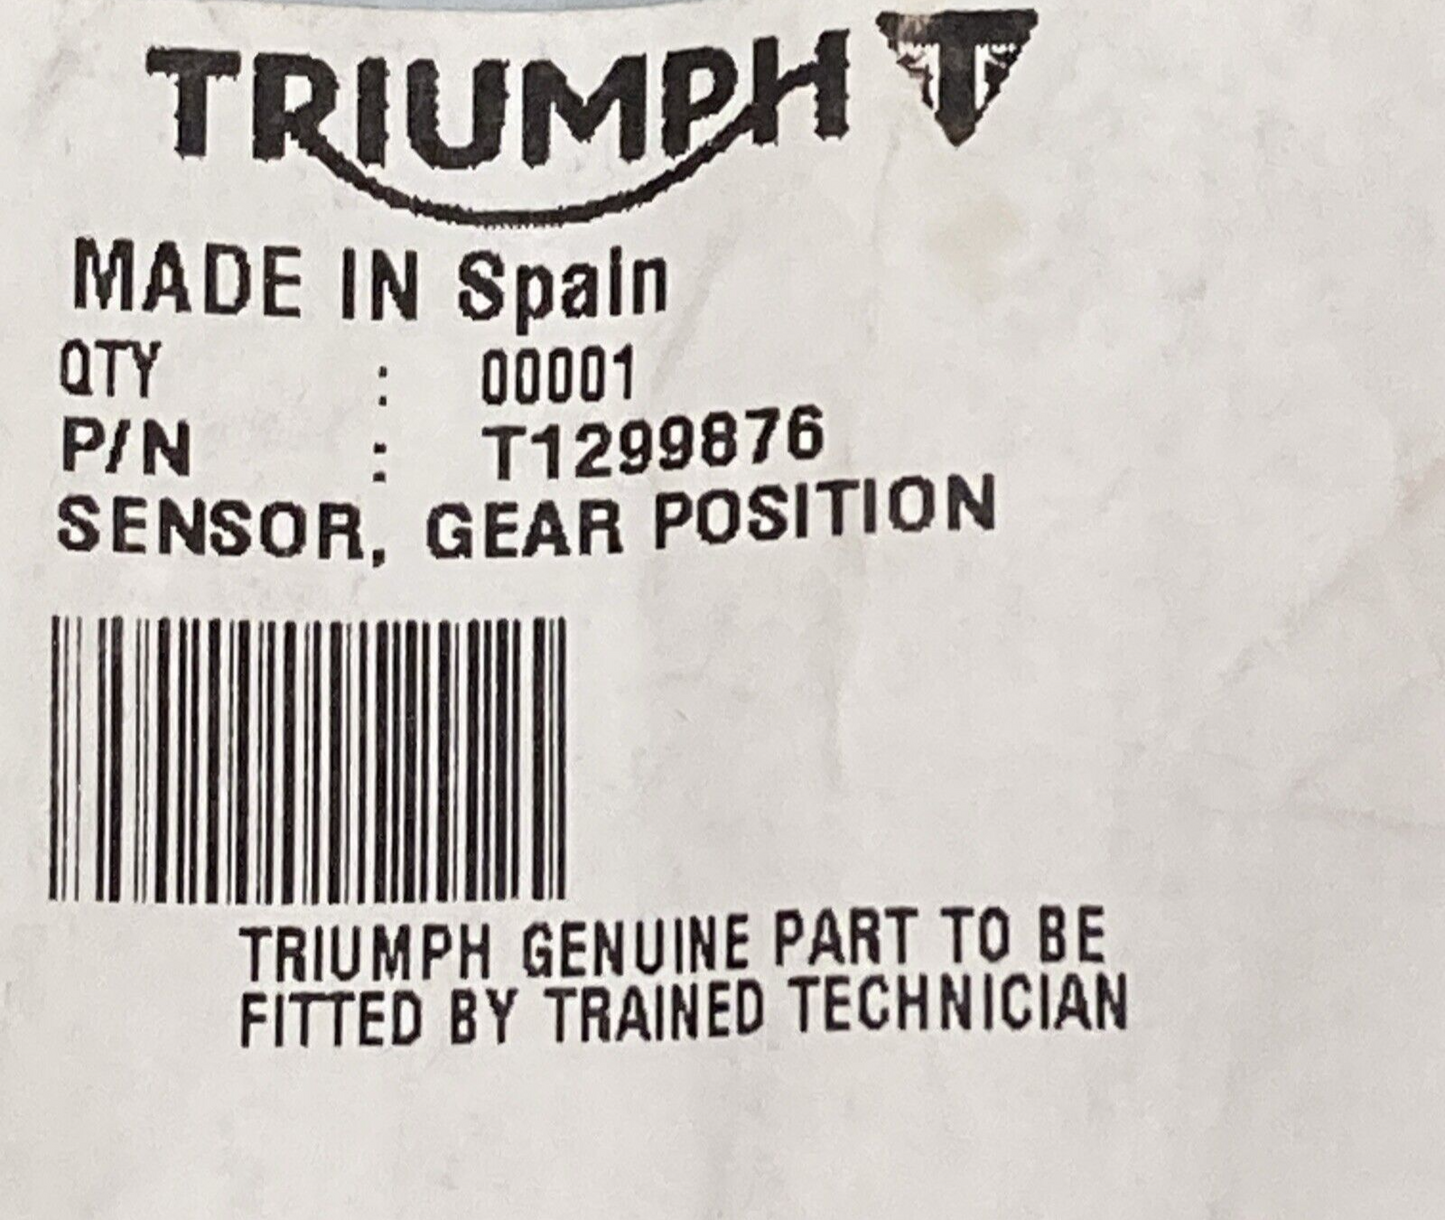 TRIUMPH T
MADE IN Spain
QTY : 00001
P/N : T1299876
SENSOR, GEAR POSITION
TRIUMPH GENUINE PART TO BE
FITTED BY TRAINED TECHNICIAN